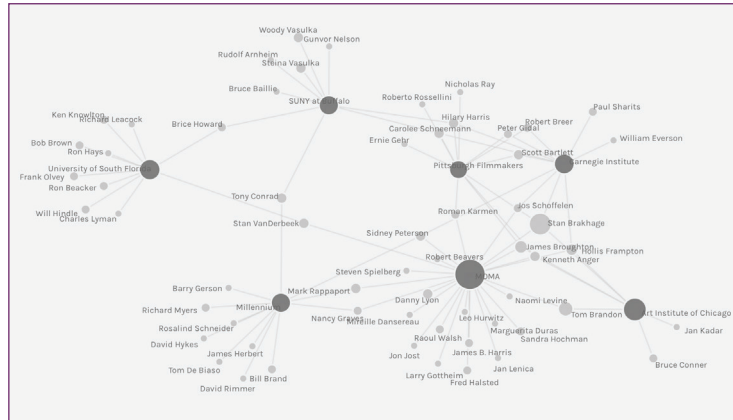 Woody Vasulka
Gunvor Nelson
Rudolf Arnheim
Steina Vasulka
Bruce Baillie
SUNY at Buffalo
Nicholas Ray
Roberto Rossellini
Paul Sharits
Ken Knowlton
Richard Leacock
Brice Howard
Hilary Harris
Robert Breer
Carolee Schneemann
Peter Gidal
William Everson
Bob Brown
Ernie Gehr
Ron Hays
Scott Bartlett
University of South Florida
Pittsburgh Filmmakers
Carnegie Institute
Frank Olvey
Ron Beacker
Tony Conrad
Will Hindle
Charles Lyman
Jos Schoffelen
Roman Karmen
Stan VanDerbeek
Stan Brakhage
Sidney Peterson
James Broughton
Hollis Frampton
Robert Beavers
Kenneth Anger
Steven Spielberg
MOMA
Barry Gerson
Mark Rappaport
Danny Lyon
Naomi Levine
Richard Myers
Millennium
Nancy Graves
Leo Hurwitz
Tom Brandon
Art Institute of Chicago
Mireille Dansereau
Marguerita Duras
Rosalind Schneider
Raoul Walsh
Sandra Hochman
Jan Kadar
David Hykes
James Herbert
Jon Jost
James B. Harris
Tom De Biaso
Jan Lenica
Bruce Conner
Bill Brand
Larry Gottheim
David Rimmer
Fred Halsted